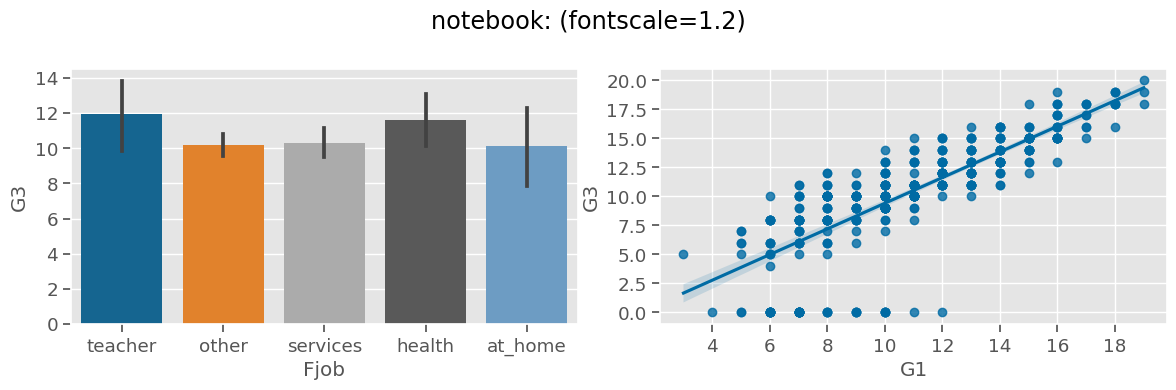 notebook: (fontscale=1.2)
14
12
10
8
6
4
2
0
G3
teacher other services health at_home
Fjob
20.0
17.5
15.0
12.5
10.0
7.5
5.0
2.5
0.0
G3
4 6 8 10 12 14 16 18
G1